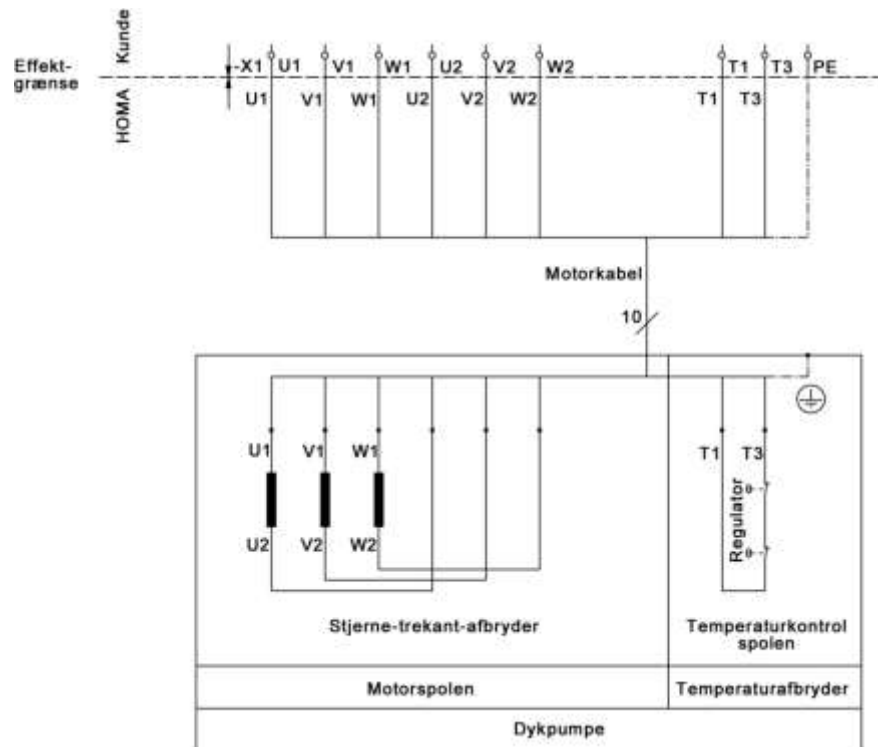 Kunde
Effekt-
grænse
HOMA
-X1 U1 V1 W1 U2 V2 W2 T1 T3 PE
U1 V1 W1 U2 V2 W2 T1 T3
Motorkabel
10
U1 V1 W1 T1 T3
Regulator
U2 V2 W2
Stjerne-trekant-afbryder
Temperaturkontrol
spolen
Motorspolen
Temperaturafbryder
Dykpumpe